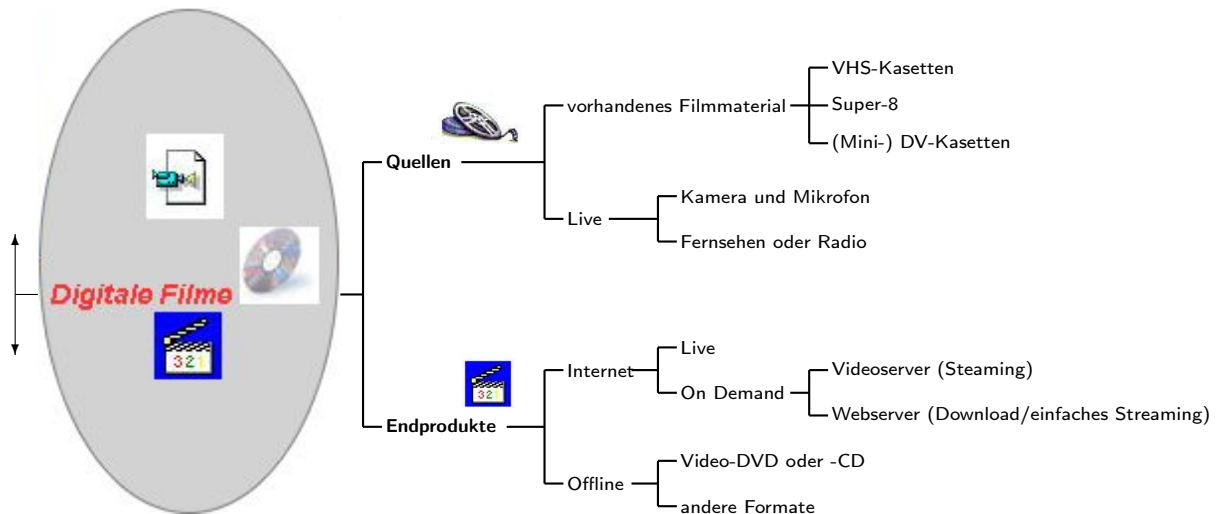 Digitale Filme
321
Quellen
vorhandenes Filmmaterial
VHS-Kasetten
Super-8
(Mini-) DV-Kasetten
Live
Kamera und Mikrofon
Fernsehen oder Radio
321
Endprodukte
Internet
Live
On Demand
Videoserver (Steaming)
Webserver (Download/einfaches Streaming)
Offline
Video-DVD oder -CD
andere Formate